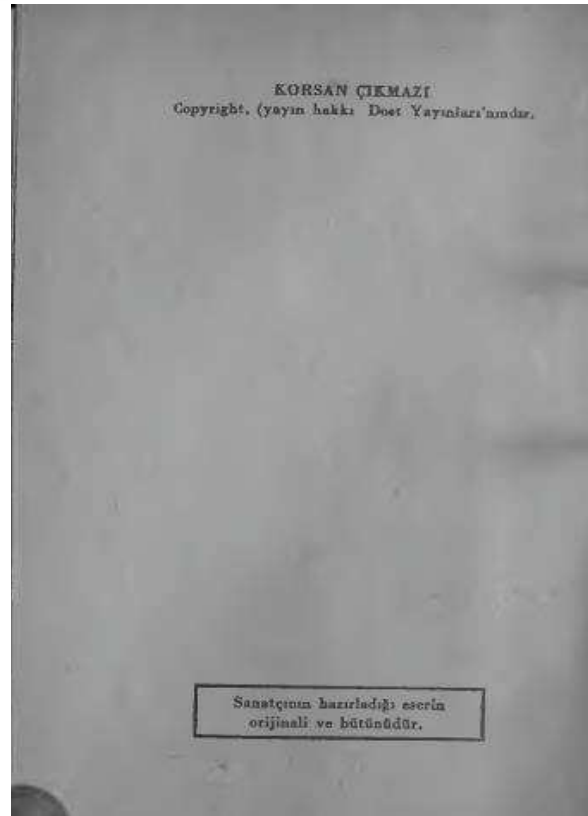 KORSAN ÇIKMAZI
Copyright, (yayın hakkı Dost Yayınları'nındır.
Sanatçının hazırladığı eserin
orijinali ve bütünüdür.